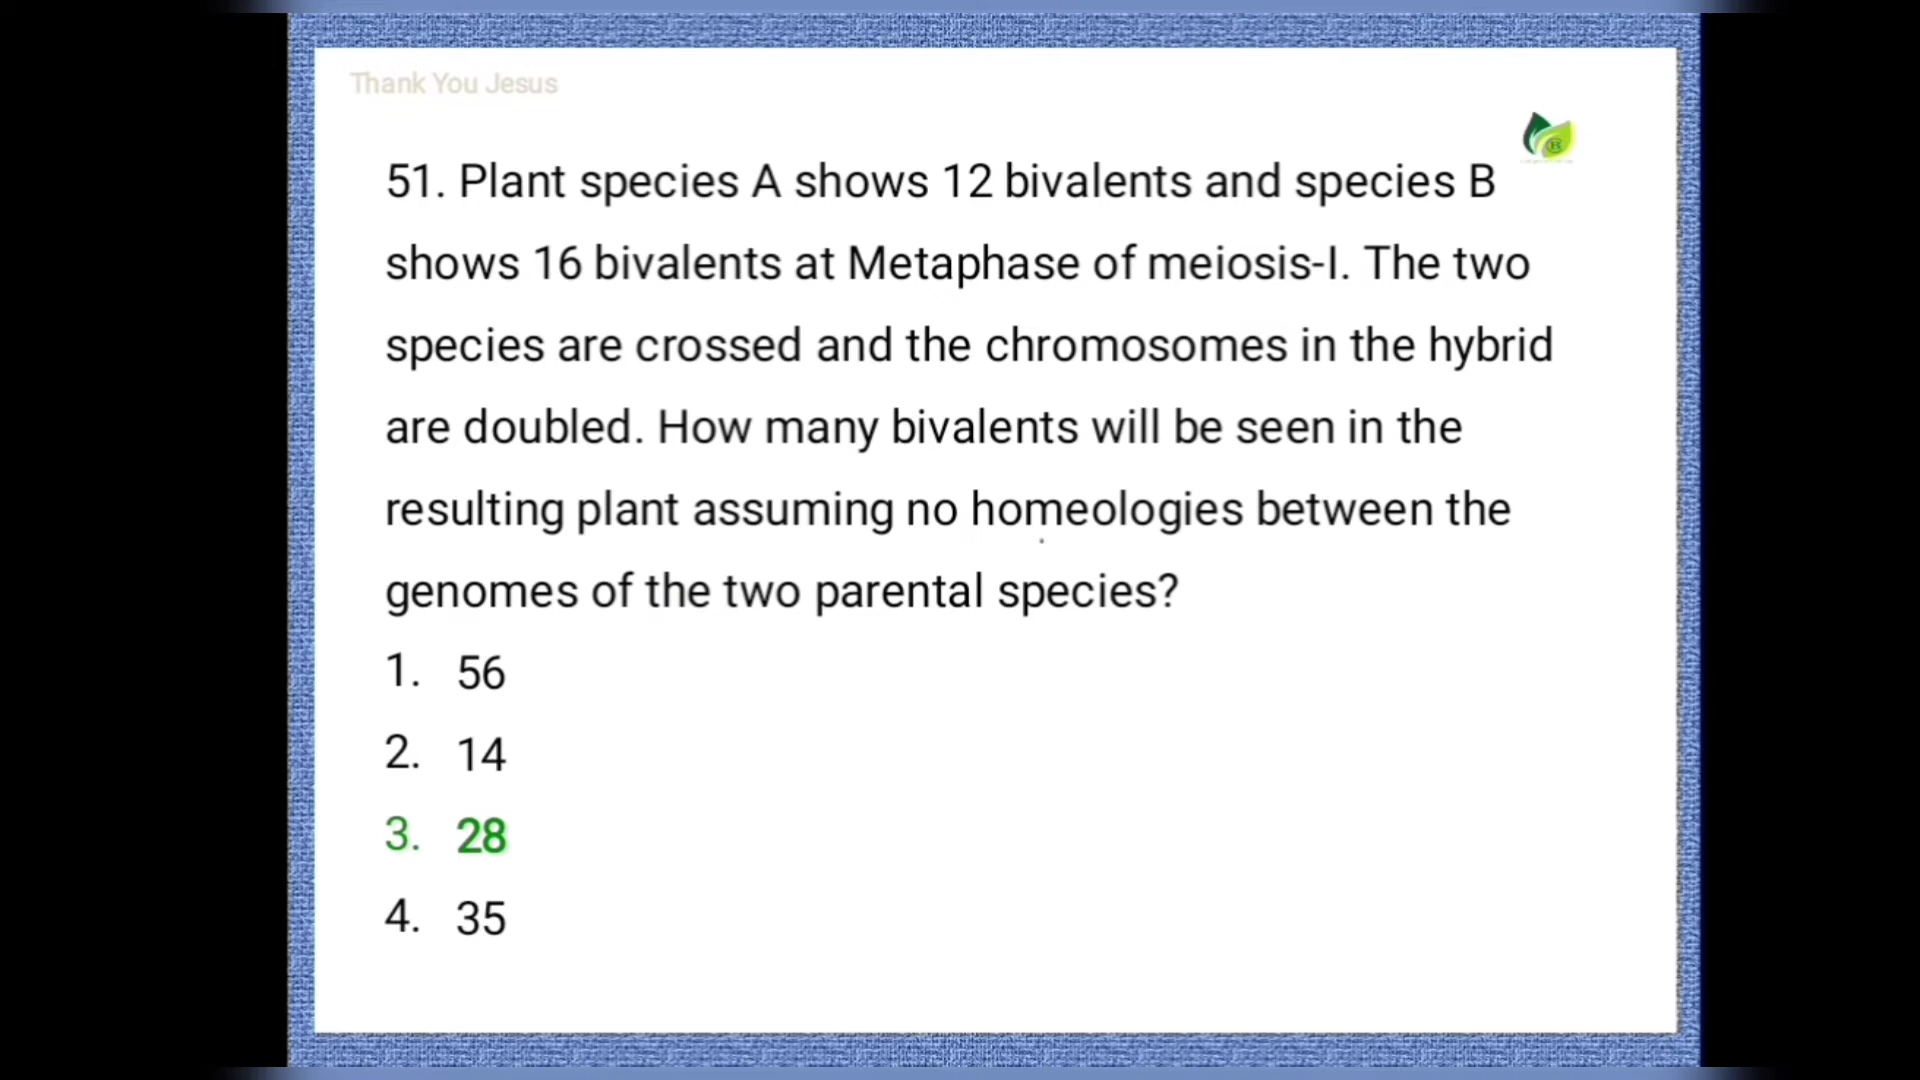 Thank You Jesus
51. Plant species A shows 12 bivalents and species B
shows 16 bivalents at Metaphase of meiosis-I. The two
species are crossed and the chromosomes in the hybrid
are doubled. How many bivalents will be seen in the
resulting plant assuming no homeologies between the
genomes of the two parental species?
1. 56
2. 14
3. 28
4. 35